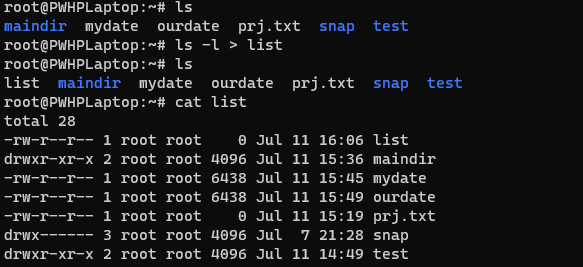 root@PWHPLaptop:~# ls
maindir  mydate  ourdate  prj.txt  snap  test
root@PWHPLaptop:~# ls -l > list
root@PWHPLaptop:~# ls
list  maindir  mydate  ourdate  prj.txt  snap  test
root@PWHPLaptop:~# cat list
total 28
-rw-r--r-- 1 root root    0 Jul 11 16:06 list
drwxr-xr-x 2 root root 4096 Jul 11 15:36 maindir
-rw-r--r-- 1 root root 6438 Jul 11 15:45 mydate
-rw-r--r-- 1 root root 6438 Jul 11 15:49 ourdate
-rw-r--r-- 1 root root    0 Jul 11 15:19 prj.txt
drwx------ 3 root root 4096 Jul  7 21:28 snap
drwxr-xr-x 2 root root 4096 Jul 11 14:49 test